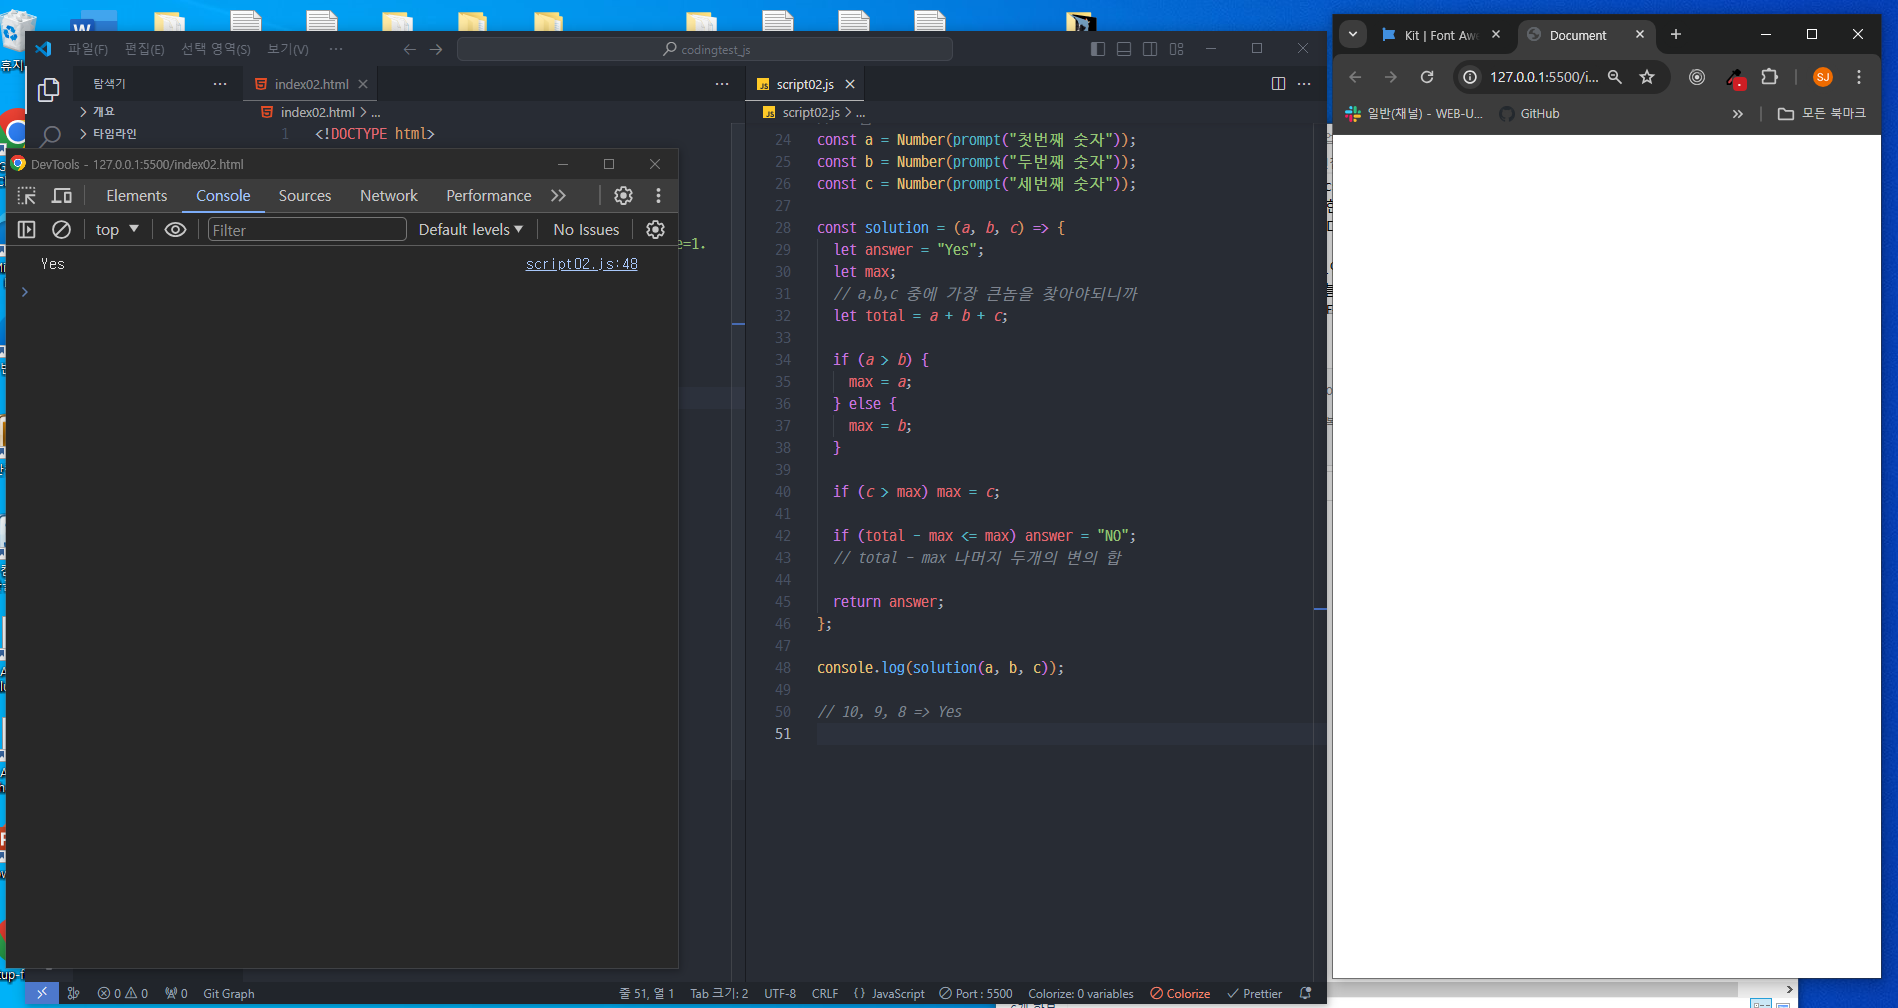 휴지
파일(F) 편집(E) 선택 영역(S) 보기(V) ...
codingtest_js
탐색기 ...
개요
타임라인
index02.html
index02.html > ...
1 <!DOCTYPE html>
DevTools - 127.0.0.1:5500/index02.html
Elements Console Sources Network Performance
top Filter Default levels No Issues
e=1.
Yes script02.js:48
script02.js
script02.js > ...
24 const a = Number(prompt("첫번째 숫자"));
25 const b = Number(prompt("두번째 숫자"));
26 const c = Number(prompt("세번째 숫자"));
27
28 const solution = (a, b, c) => {
29 let answer = "Yes";
30 let max;
31 // a,b,c 중에 가장 큰놈을 찾아야되니까
32 let total = a + b + c;
33
34 if (a > b) {
35 max = a;
36 } else {
37 max = b;
38 }
39
40 if (c > max) max = c;
41
42 if (total - max <= max) answer = "NO";
43 // total - max 나머지 두개의 변의 합
44
45 return answer;
46 };
47
48 console.log(solution(a, b, c));
49
50 // 10, 9, 8 => Yes
51
0 0 0 Git Graph
줄 51, 열 1 Tab 크기: 2 UTF-8 CRLF {} JavaScript Port : 5500 Colorize: 0 variables Colorize Prettier
Kit | Font Awe
Document
127.0.0.1:5500/i...
SJ
일반(채널) - WEB-U... GitHub
모든 북마크